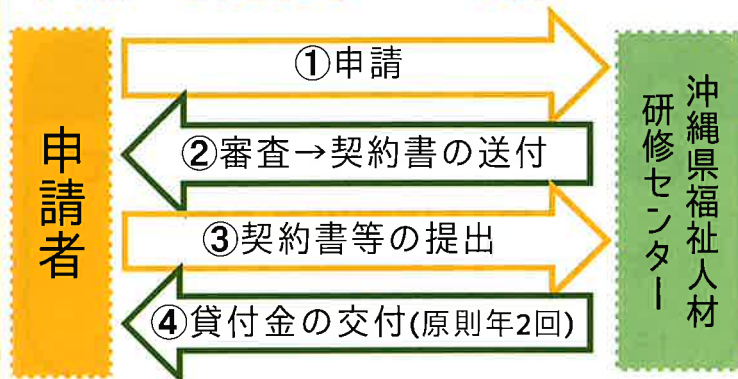 申請者
①申請
②審査→契約書の送付
③契約書等の提出
④貸付金の交付(原則年2回)
沖縄県福祉人材
研修センター